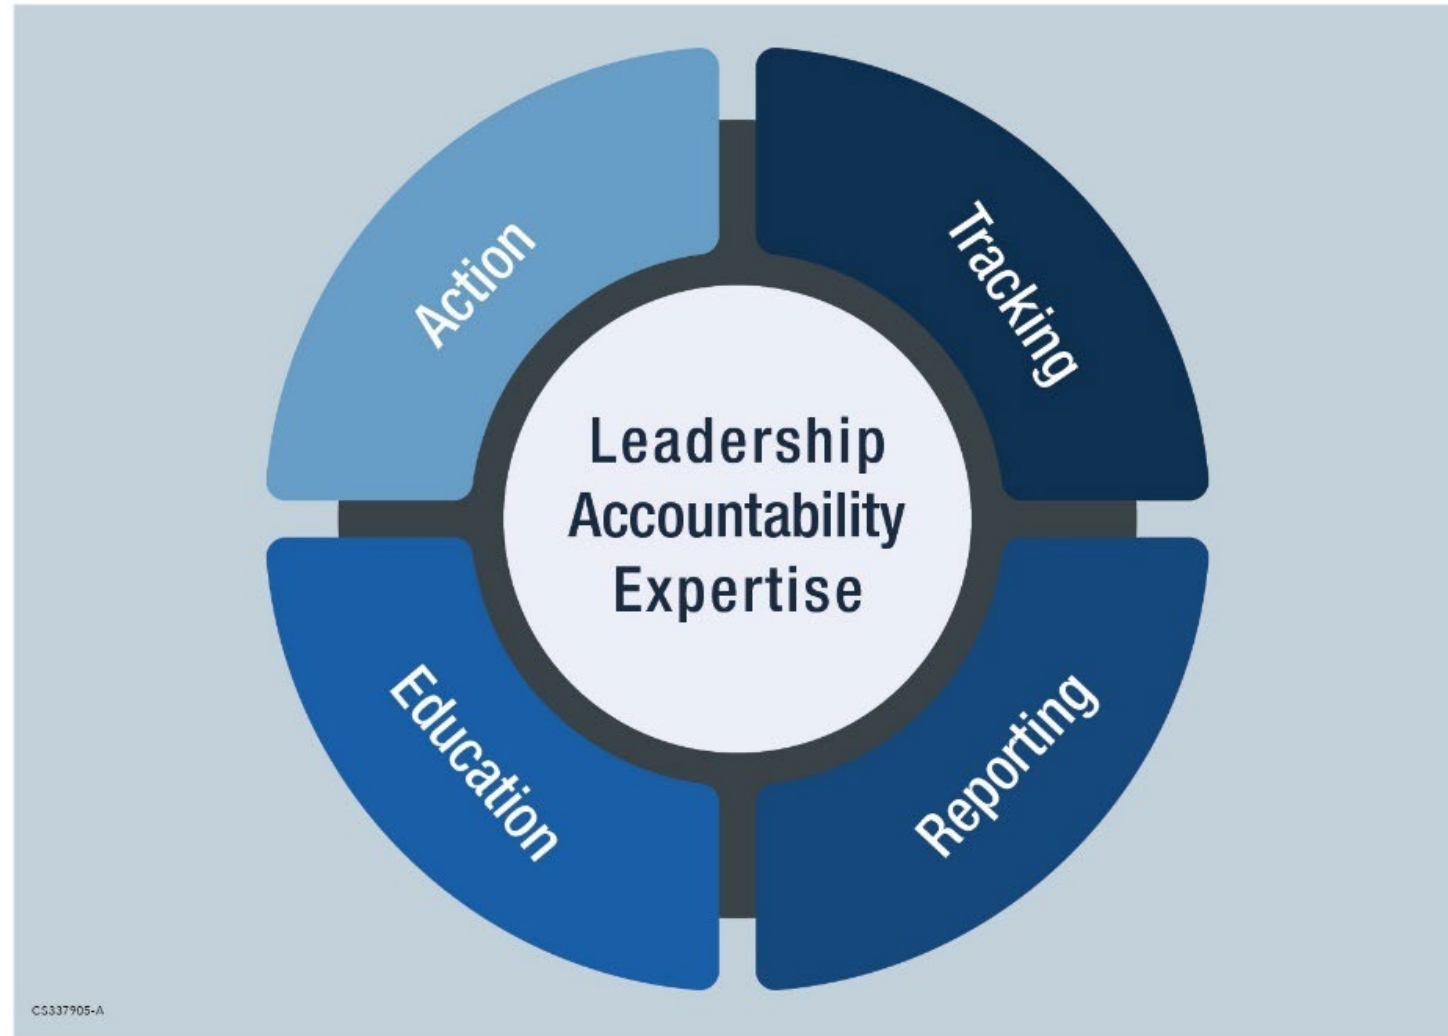 Action
Tracking
Leadership
Accountability
Expertise
Education
Reporting
CS337905-A